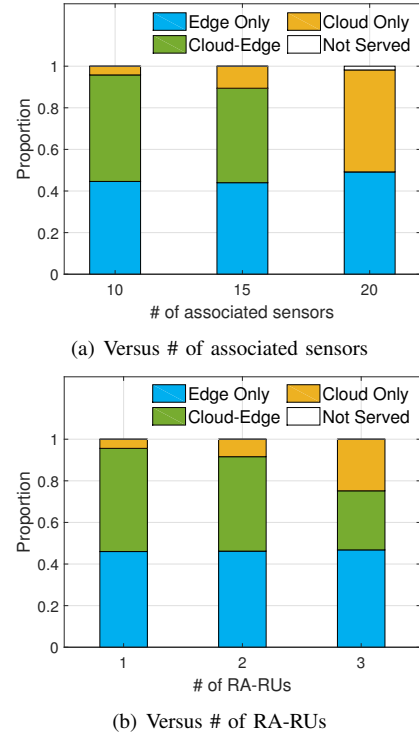 Edge Only Cloud Only
Cloud-Edge Not Served
1
0.8
0.6
0.4
0.2
0
Proportion
10 15 20
# of associated sensors
(a) Versus # of associated sensors
Edge Only Cloud Only
Cloud-Edge Not Served
1
0.8
0.6
0.4
0.2
0
Proportion
1 2 3
# of RA-RUs
(b) Versus # of RA-RUs